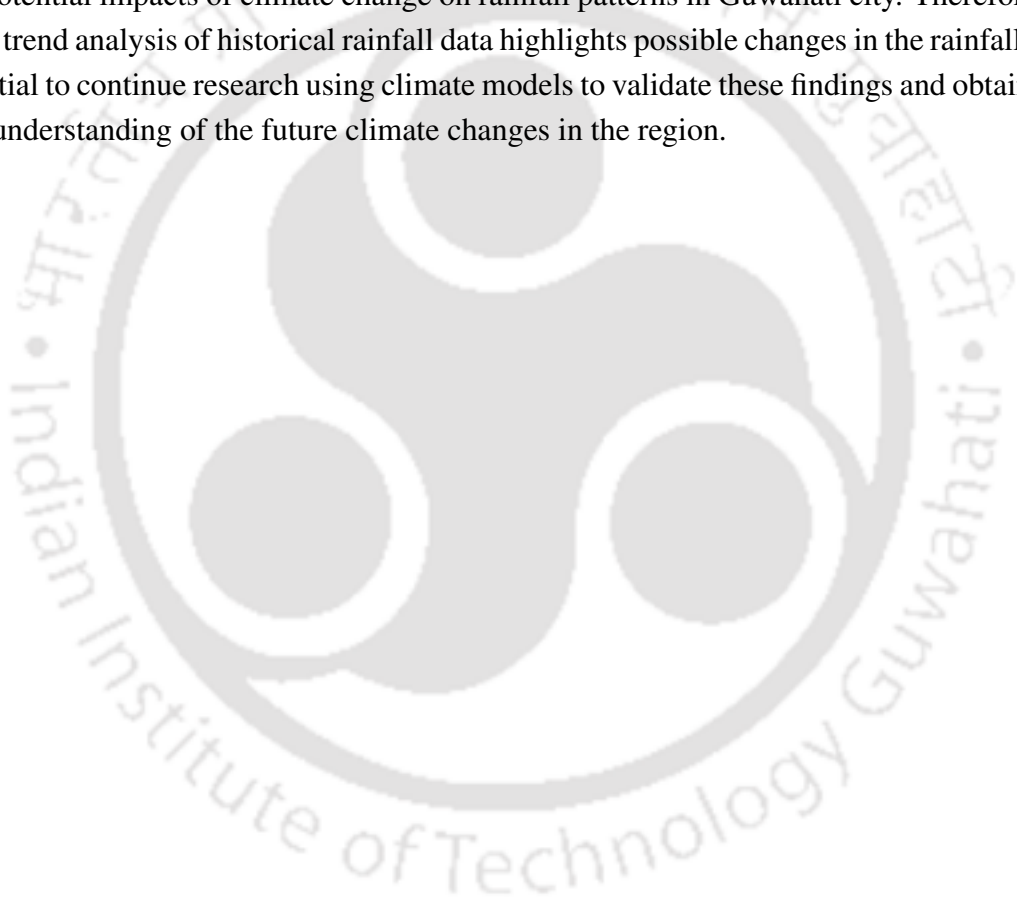 otential impacts of climate change on rainfall patterns in Guwahati city. Therefo
trend analysis of historical rainfall data highlights possible changes in the rainfall
tial to continue research using climate models to validate these findings and obtai
understanding of the future climate changes in the region.
Indian Institute of Technology Guwahati